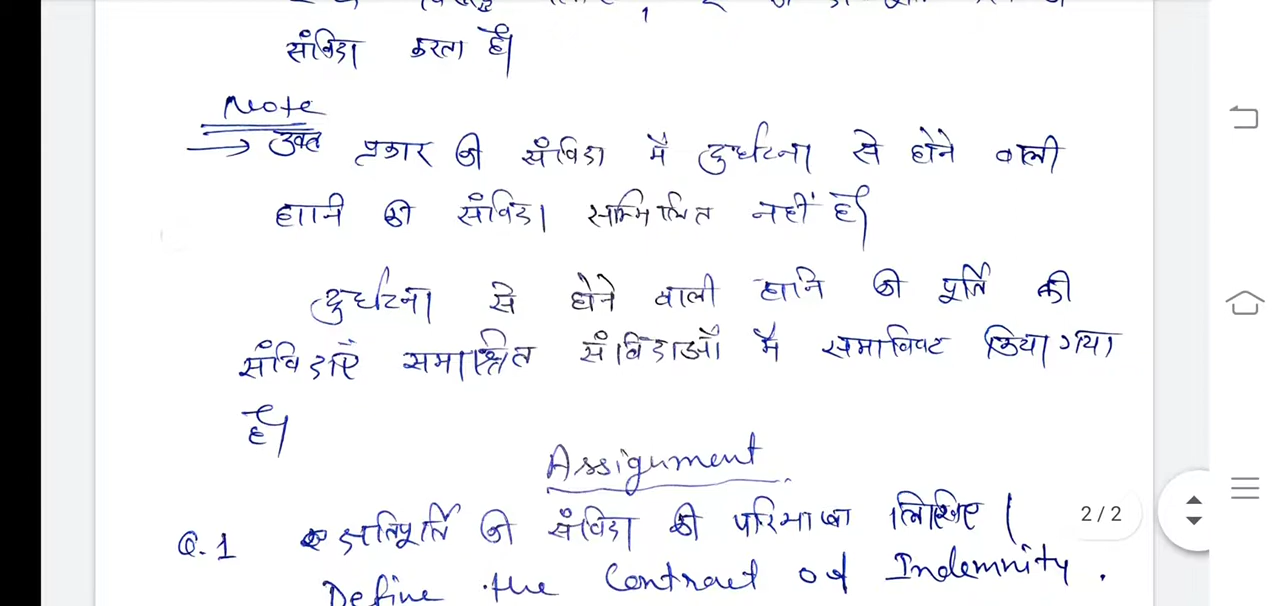 संविदा करता है।
Note
→ उक्त प्रकार की संविदा में दुर्घटना से होने वाली
हानी की संविदा सम्मिलित नहीं है।
दुर्घटना से होने वाली हानि की पूर्ति की
संविदाएँ समाश्रित संविदाओं में समाविष्ट किया गया
है।
Assignment
Q.1 क्षतिपूर्ति की संविदा की परिभाषा लिखिए।
Define the Contract of Indemnity.
2/2